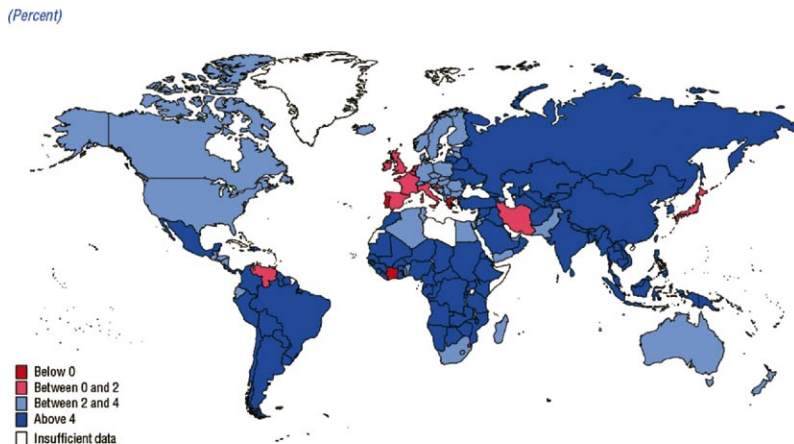 (Percent)
Below 0
Between 0 and 2
Between 2 and 4
Above 4
Insufficient data